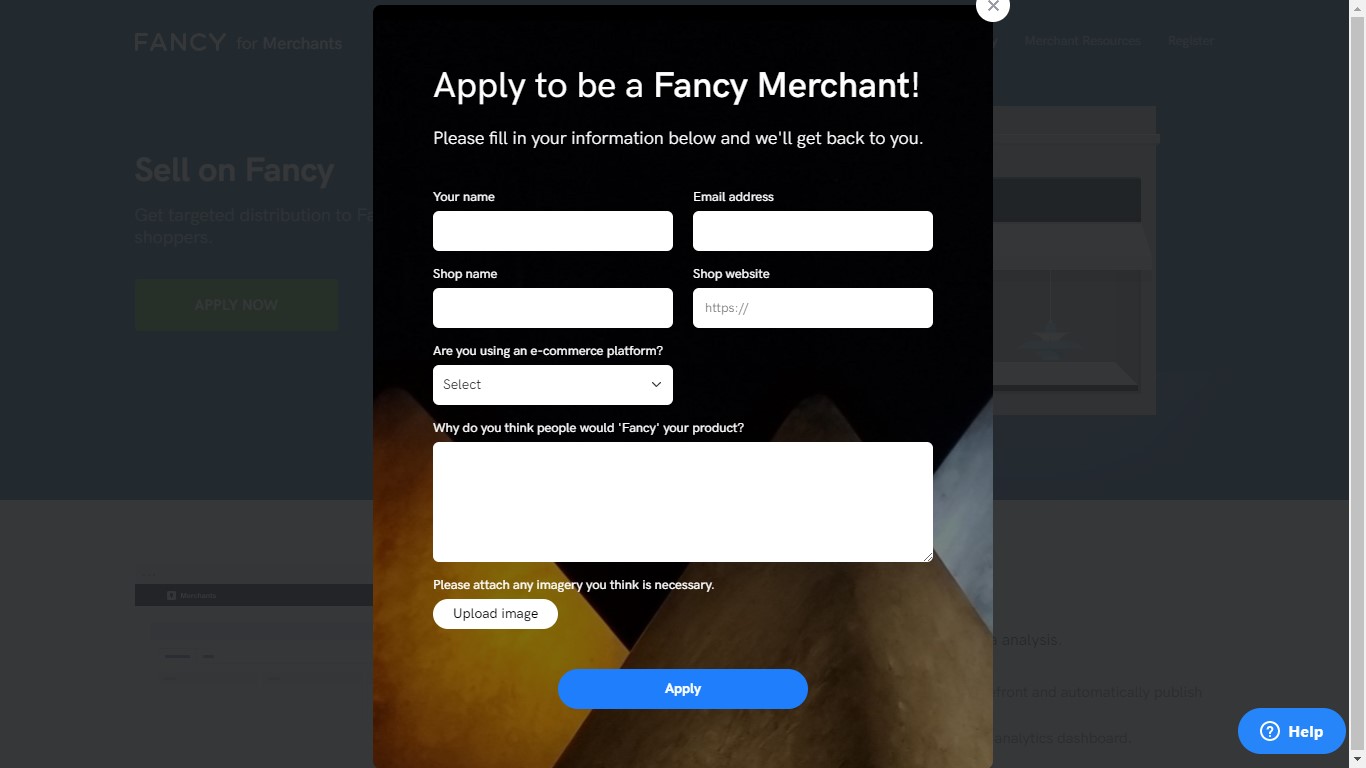 FANCY for Merchants
Merchant Resources
Register
Apply to be a Fancy Merchant!
Please fill in your information below and we'll get back to you.
Sell on Fancy
Get targeted distribution to
shoppers.
APPLY NOW
Your name
Email address
Shop name
Shop website
https://
Are you using an e-commerce platform?
Select
Why do you think people would 'Fancy' your product?
Please attach any imagery you think is necessary.
Upload image
Merchants
analysis.
front and automatically publish
analytics dashboard.
Apply
Help